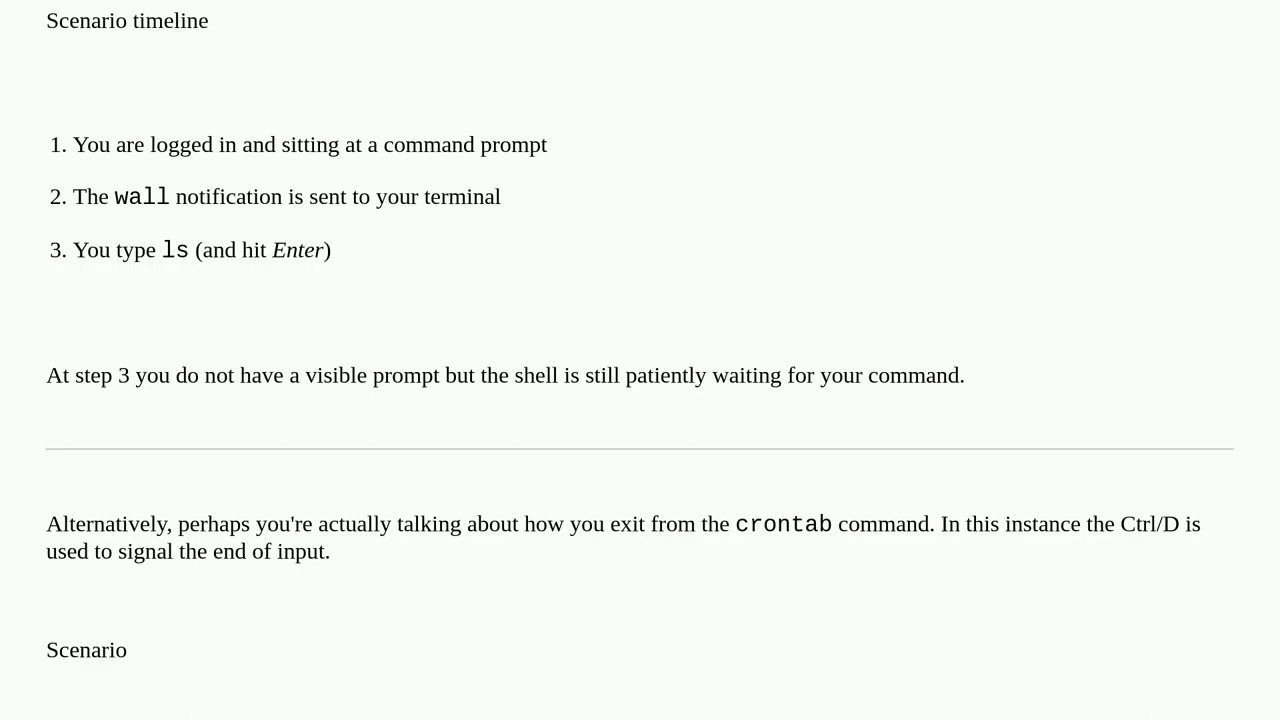 Scenario timeline
1. You are logged in and sitting at a command prompt
2. The wall notification is sent to your terminal
3. You type ls (and hit Enter)
At step 3 you do not have a visible prompt but the shell is still patiently waiting for your command.
Alternatively, perhaps you're actually talking about how you exit from the crontab command. In this instance the Ctrl/D is
used to signal the end of input.
Scenario